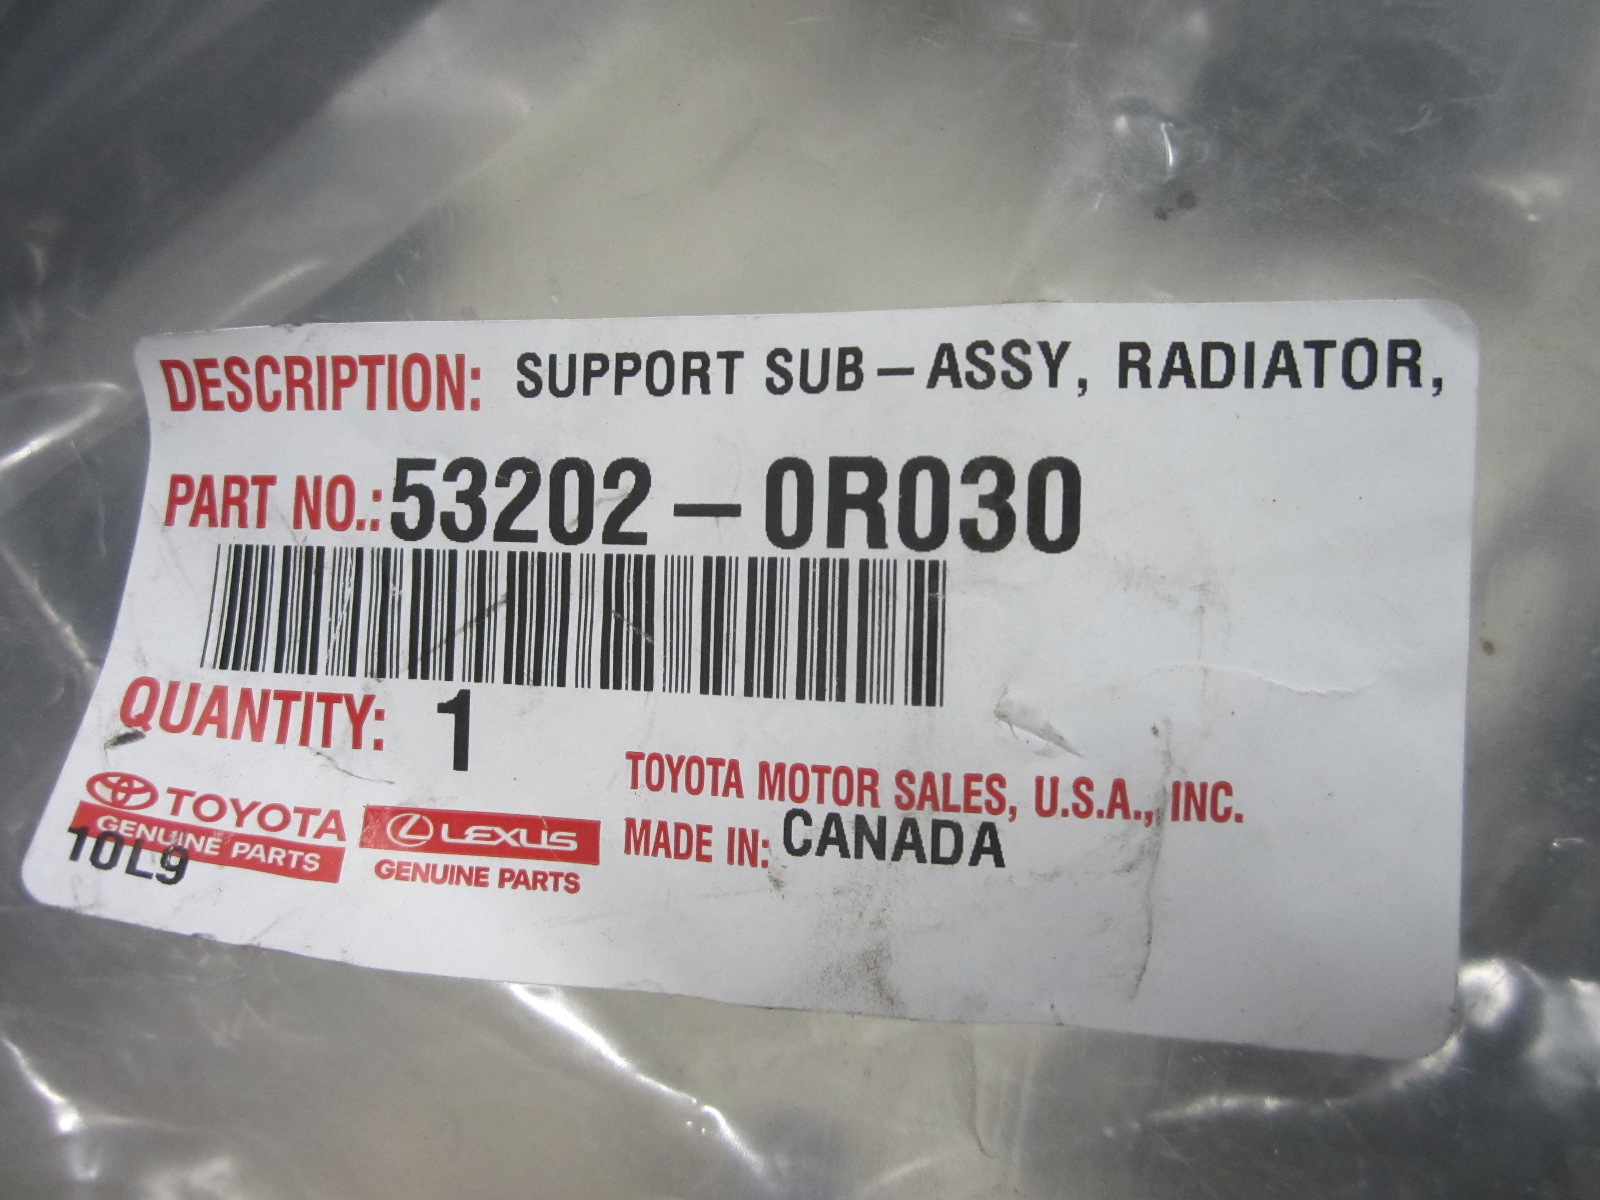 DESCRIPTION: SUPPORT SUB-ASSY, RADIATOR,
PART NO.: 53202-0R030
QUANTITY: 1
TOYOTA
GENUINE PARTS
10L9
LEXUS
GENUINE PARTS
TOYOTA MOTOR SALES, U.S.A., INC.
MADE IN: CANADA